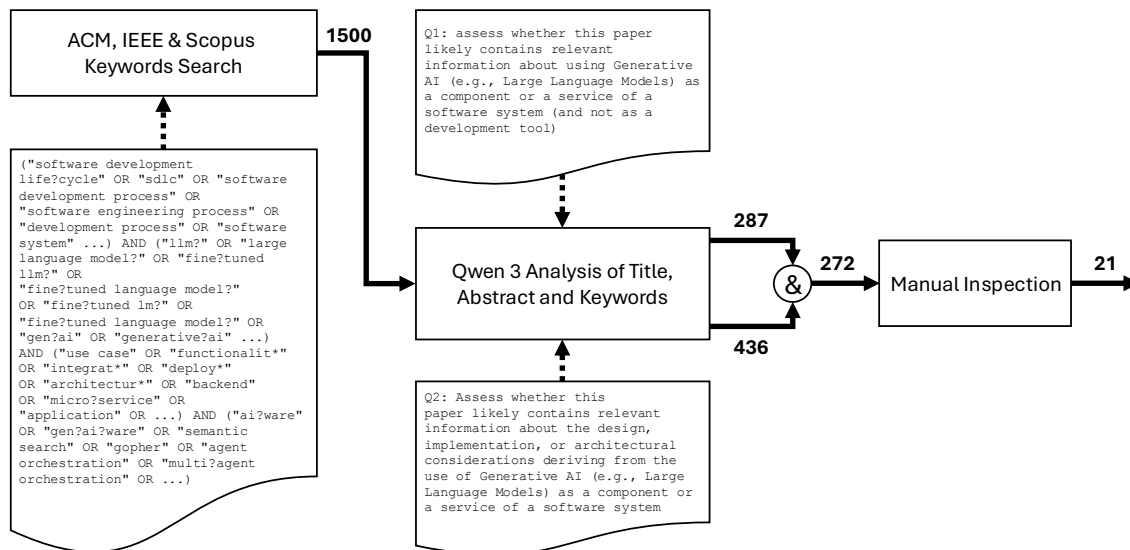 ACM, IEEE & Scopus
Keywords Search
1500
("software development
life?cycle" OR "sdlc" OR "software
development process" OR
"software engineering process" OR
"development process" OR "software
system" ...) AND ("llm?" OR "large
language model?" OR "fine?tuned
llm?" OR
"fine?tuned language model?"
OR "fine?tuned lm?" OR
"fine?tuned language model?" OR
"gen?ai" OR "generative?ai" ...)
AND ("use case" OR "functionalit*"
OR "integrat*" OR "deploy*"
OR "architectur*" OR "backend"
OR "micro?service" OR
"application" OR ...) AND ("ai?ware"
OR "gen?ai?ware" OR "semantic
search" OR "gopher" OR "agent
orchestration" OR "multi?agent
orchestration" OR ...)
Q1: assess whether this paper
likely contains relevant
information about using Generative
AI (e.g., Large Language Models) as
a component or a service of a
software system (and not as a
development tool)
Qwen 3 Analysis of Title,
Abstract and Keywords
287
436
&
272
Manual Inspection
21
Q2: Assess whether this
paper likely contains relevant
information about the design,
implementation, or architectural
considerations deriving from the
use of Generative AI (e.g., Large
Language Models) as a component or
a service of a software system